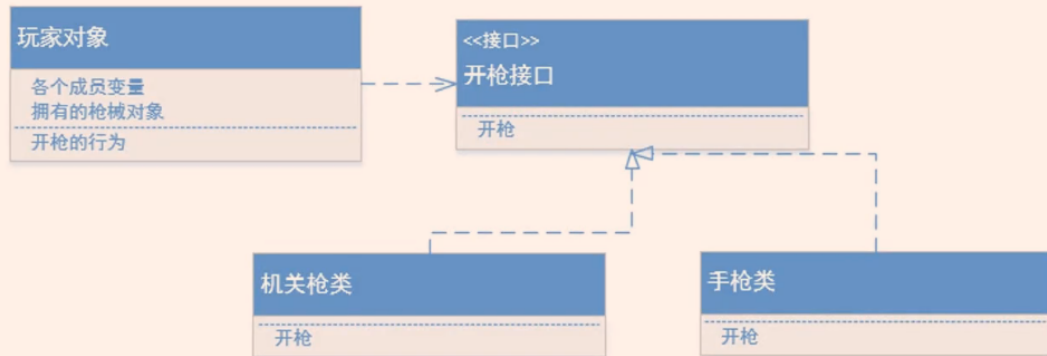 玩家对象
各个成员变量
拥有的枪械对象
开枪的行为
<<接口>>
开枪接口
开枪
机关枪类
开枪
手枪类
开枪